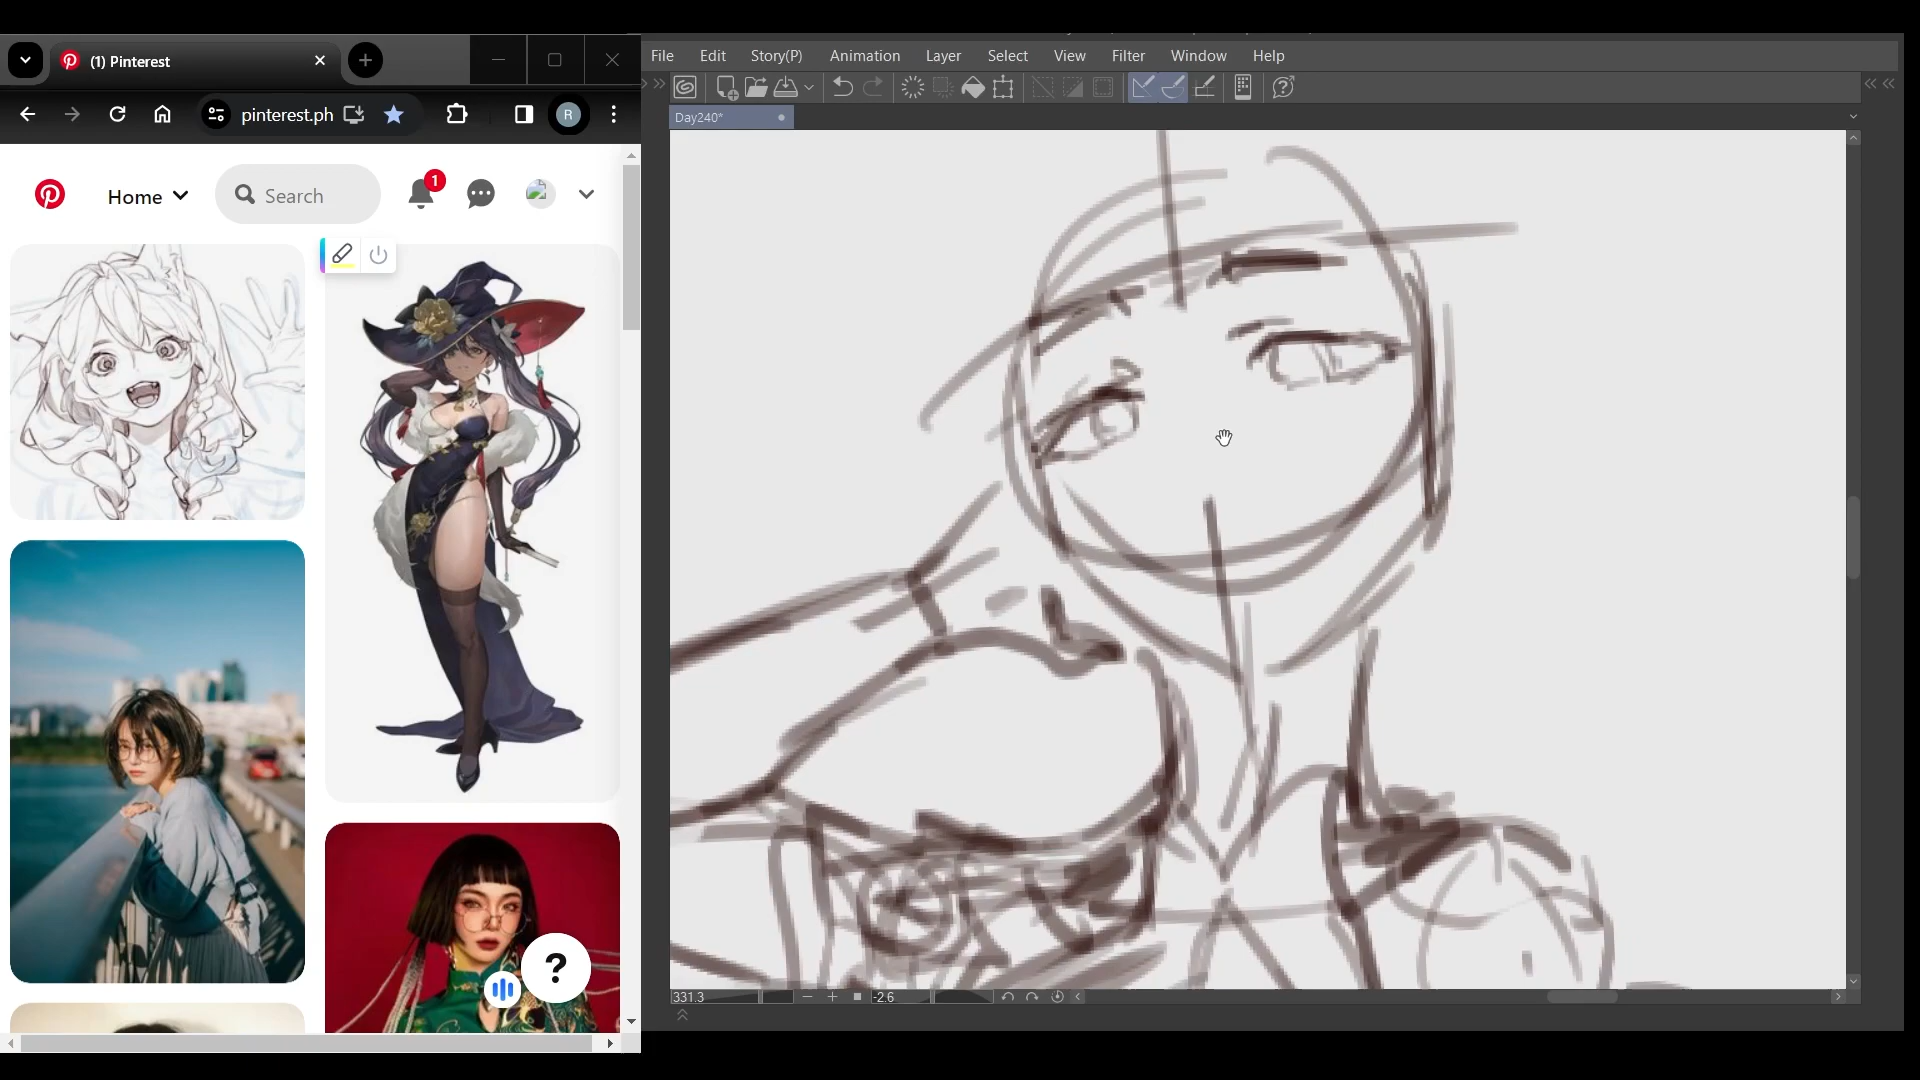 (1) Pinterest
pinterest.ph
R
Home
Search
1
?
File Edit Story(P) Animation Layer Select View Filter Window Help
Day240*
331.3
-2.6